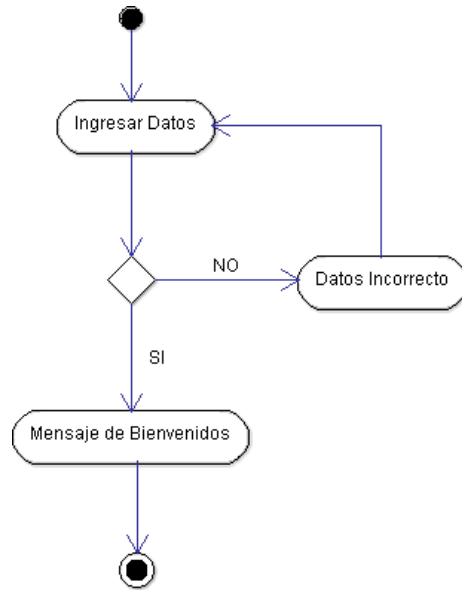 Ingresar Datos
NO
Datos Incorrecto
SI
Mensaje de Bienvenidos